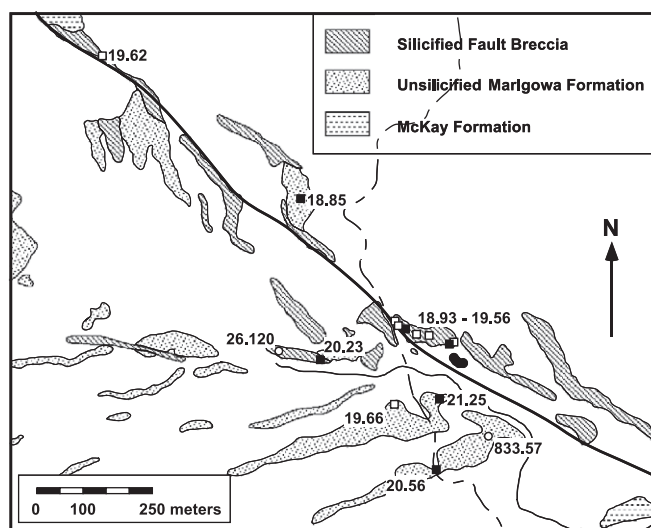 Silicified Fault Breccia
Unsilicified Marlgowa Formation
McKay Formation
19.62
18.85
N
18.93 - 19.56
26.120
20.23
21.25
19.66
833.57
20.56
0 100 250 meters